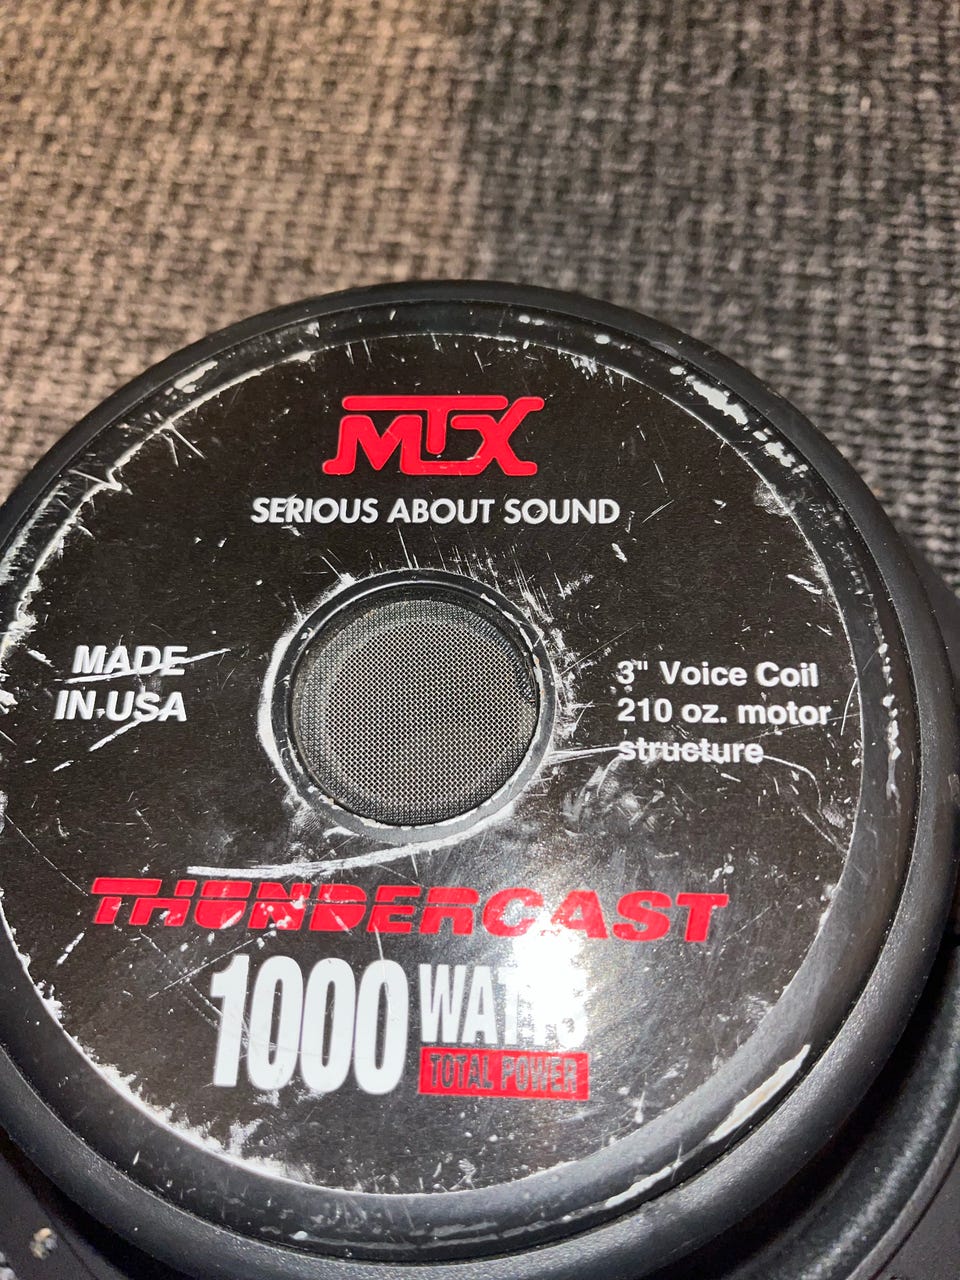 MTX
SERIOUS ABOUT SOUND
MADE
IN USA
3" Voice Coil
210 oz. motor
structure
THUNDERCAST
1000 WATTS
TOTAL POWER